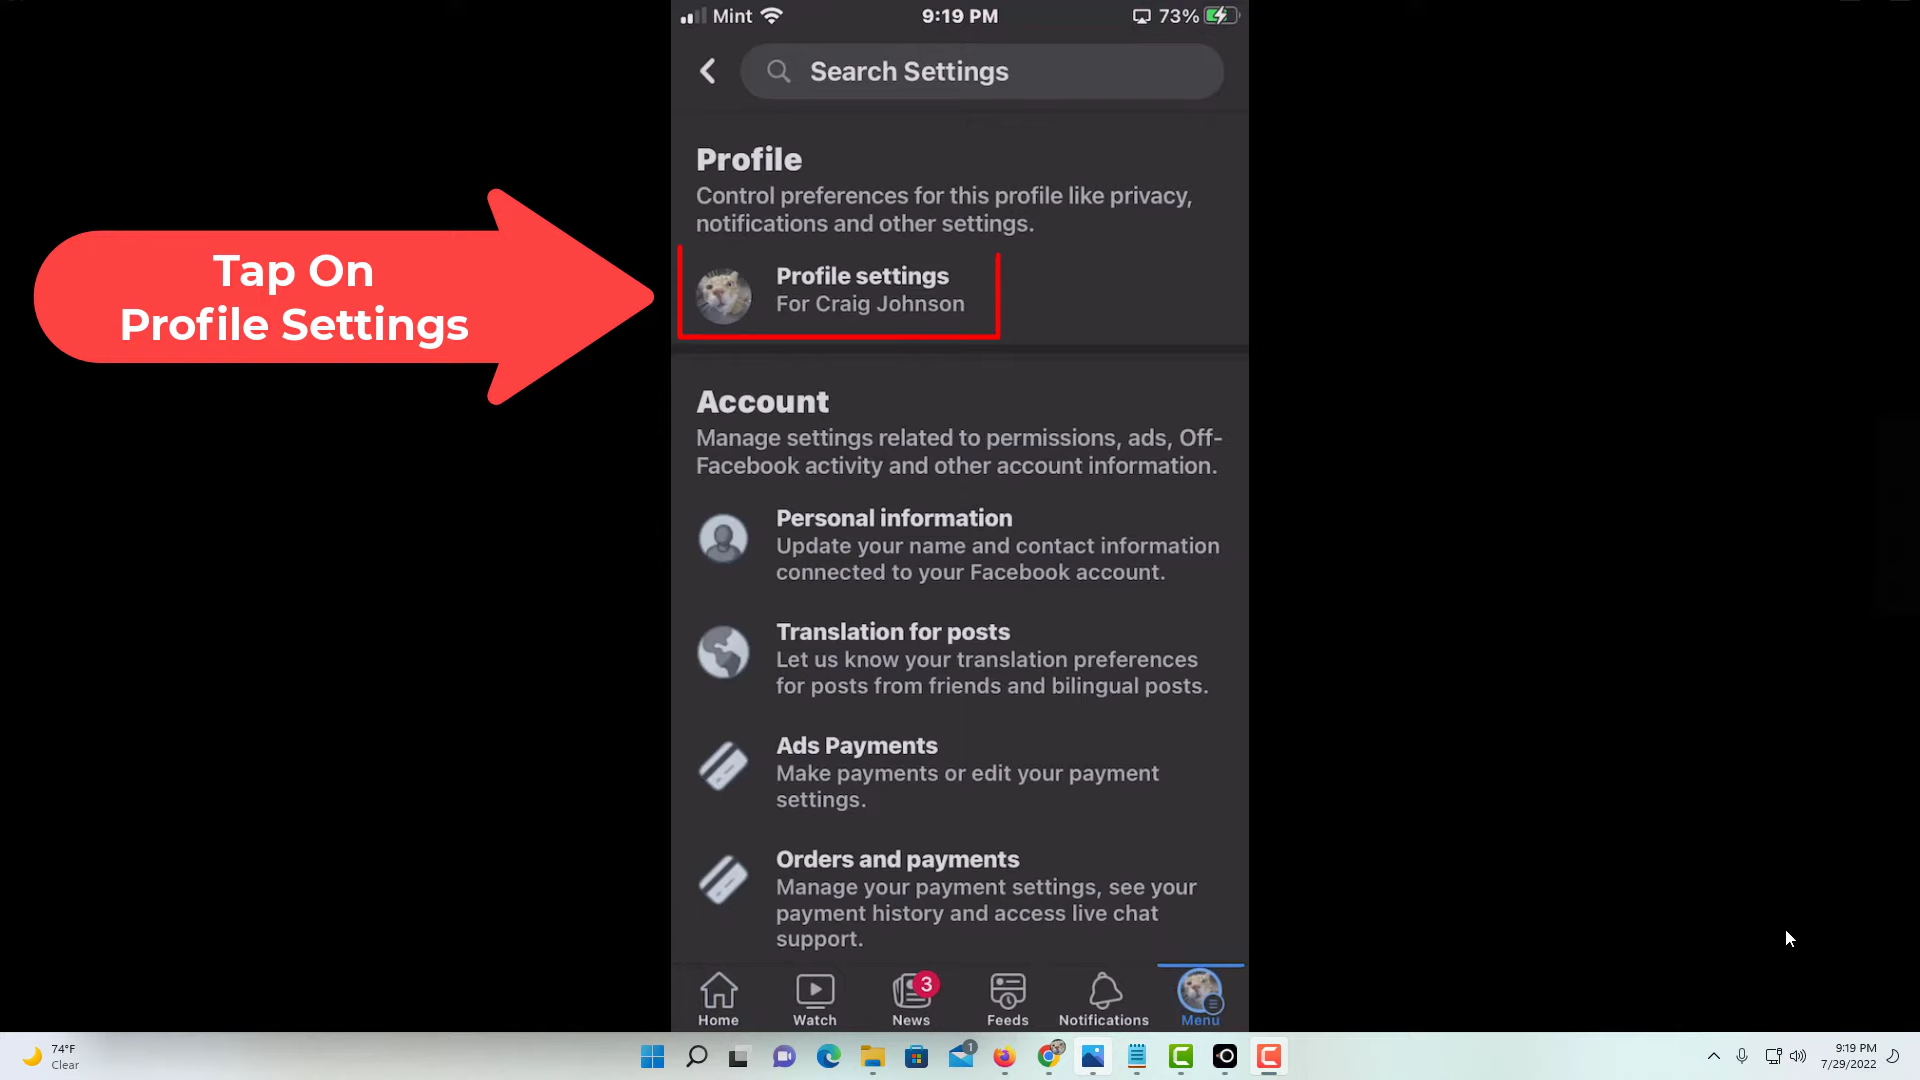 Mint
9:19 PM
73%
Search Settings
Profile
Control preferences for this profile like privacy,
notifications and other settings.
Tap On
Profile Settings
Profile settings
For Craig Johnson
Account
Manage settings related to permissions, ads, Off-
Facebook activity and other account information.
Personal information
Update your name and contact information
connected to your Facebook account.
Translation for posts
Let us know your translation preferences
for posts from friends and bilingual posts.
Ads Payments
Make payments or edit your payment
settings.
Orders and payments
Manage your payment settings, see your
payment history and access live chat
support.
3
Home
Watch
News
Feeds
Notifications
Menu
74°F
Clear
1
9:19 PM
7/29/2022